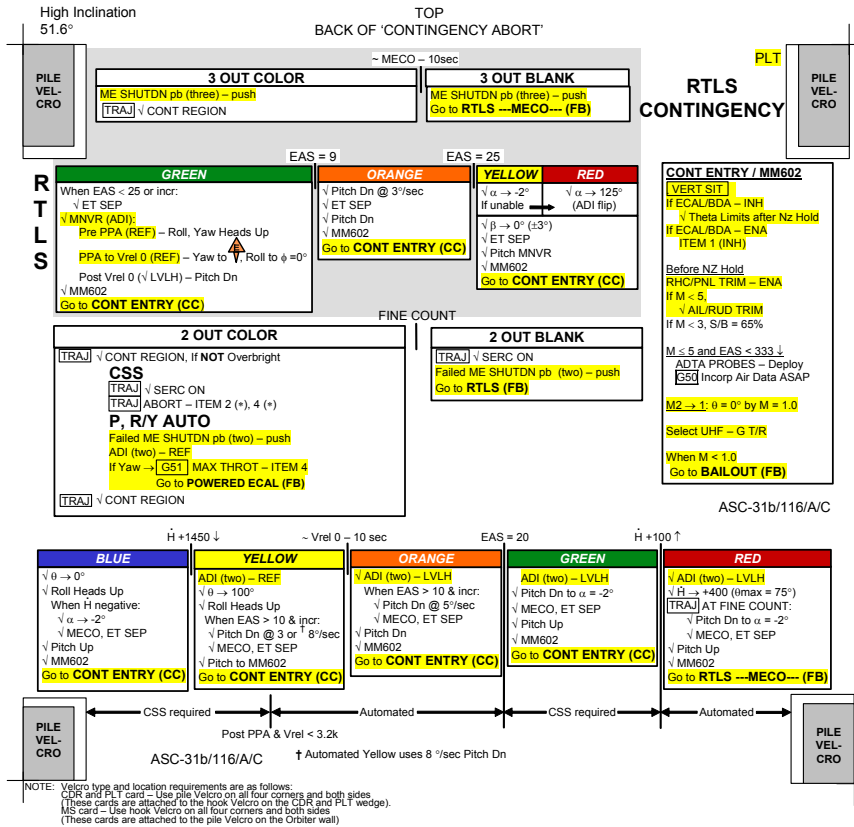 High Inclination
51.6°
TOP
BACK OF 'CONTINGENCY ABORT'
PLT
PILE
VEL-
CRO
PILE
VEL-
CRO
RTLS
CONTINGENCY
~ MECO – 10sec
3 OUT COLOR
ME SHUTDN pb (three) – push
TRAJ √ CONT REGION
3 OUT BLANK
ME SHUTDN pb (three) – push
Go to RTLS ---MECO--- (FB)
R
T
L
S
EAS = 9
EAS = 25
GREEN
When EAS < 25 or incr:
√ ET SEP
√ MNVR (ADI):
Pre PPA (REF) – Roll, Yaw Heads Up
PPA to Vrel 0 (REF) – Yaw to E, Roll to ϕ =0°
Post Vrel 0 (√ LVLH) – Pitch Dn
√ MM602
Go to CONT ENTRY (CC)
ORANGE
√ Pitch Dn @ 3°/sec
√ ET SEP
√ Pitch Dn
√ MM602
Go to CONT ENTRY (CC)
YELLOW RED
√ α → -2° √ α → 125°
If unable (ADI flip)
√ β → 0° (±3°)
√ ET SEP
√ Pitch MNVR
√ MM602
Go to CONT ENTRY (CC)
CONT ENTRY / MM602
VERT SIT
If ECAL/BDA – INH
√ Theta Limits after Nz Hold
If ECAL/BDA – ENA
ITEM 1 (INH)
Before NZ Hold
RHC/PNL TRIM – ENA
If M < 5,
√ AIL/RUD TRIM
If M < 3, S/B = 65%
M ≤ 5 and EAS < 333 ↓
ADTA PROBES – Deploy
G50 Incorp Air Data ASAP
M2 → 1: θ = 0° by M = 1.0
Select UHF – G T/R
When M < 1.0
Go to BAILOUT (FB)
FINE COUNT
2 OUT COLOR
TRAJ √ CONT REGION, If NOT Overbright
CSS
TRAJ √ SERC ON
TRAJ ABORT – ITEM 2 (*), 4 (*)
P, R/Y AUTO
Failed ME SHUTDN pb (two) – push
ADI (two) – REF
If Yaw → G51 MAX THROT – ITEM 4
Go to POWERED ECAL (FB)
TRAJ √ CONT REGION
2 OUT BLANK
TRAJ √ SERC ON
Failed ME SHUTDN pb (two) – push
Go to RTLS (FB)
ASC-31b/116/A/C
Ḣ +1450 ↓
~ Vrel 0 – 10 sec
EAS = 20
Ḣ +100 ↑
BLUE
√ θ → 0°
√ Roll Heads Up
When Ḣ negative:
√ α → -2°
√ MECO, ET SEP
√ Pitch Up
√ MM602
Go to CONT ENTRY (CC)
YELLOW
ADI (two) – REF
√ θ → 100°
√ Roll Heads Up
When EAS > 10 & incr:
√ Pitch Dn @ 3 or † 8°/sec
√ MECO, ET SEP
√ Pitch to MM602
Go to CONT ENTRY (CC)
ORANGE
√ ADI (two) – LVLH
When EAS > 10 & incr:
√ Pitch Dn @ 5°/sec
√ MECO, ET SEP
√ Pitch Dn
√ MM602
Go to CONT ENTRY (CC)
GREEN
ADI (two) – LVLH
√ Pitch Dn to α = -2°
√ MECO, ET SEP
√ Pitch Up
√ MM602
Go to CONT ENTRY (CC)
RED
√ ADI (two) – LVLH
√ Ḣ → +400 (θmax = 75°)
TRAJ AT FINE COUNT:
√ Pitch Dn to α = -2°
√ MECO, ET SEP
√ Pitch Up
√ MM602
Go to RTLS ---MECO--- (FB)
CSS required
Automated
CSS required
Automated
Post PPA & Vrel < 3.2k
PILE
VEL-
CRO
PILE
VEL-
CRO
ASC-31b/116/A/C
† Automated Yellow uses 8 °/sec Pitch Dn
NOTE: Velcro type and location requirements are as follows:
CDR and PLT card – Use pile Velcro on all four corners and both sides
(These cards are attached to the hook Velcro on the CDR and PLT wedge).
MS card – Use hook Velcro on all four corners and both sides
(These cards are attached to the pile Velcro on the Orbiter wall)